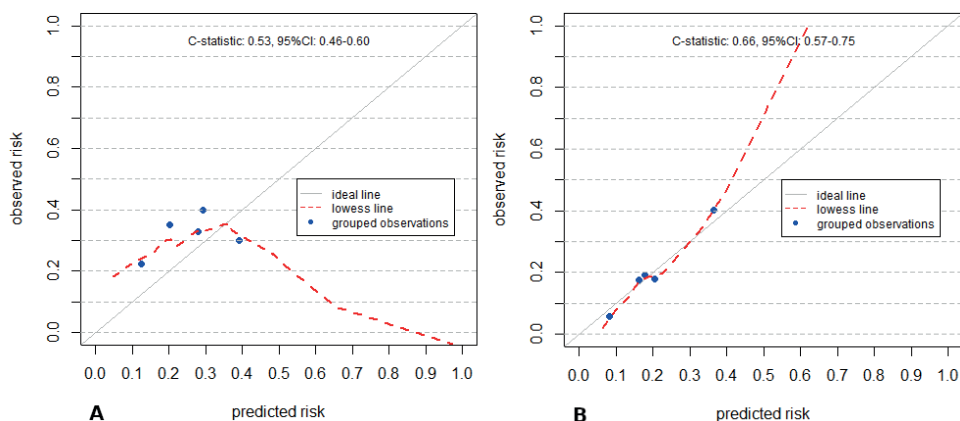 C-statistic: 0.53, 95%CI: 0.46-0.60
observed risk
1.0
0.8
0.6
0.4
0.2
0.0
ideal line
lowess line
grouped observations
0.0 0.1 0.2 0.3 0.4 0.5 0.6 0.7 0.8 0.9 1.0
A
predicted risk
C-statistic: 0.66, 95%CI: 0.57-0.75
observed risk
1.0
0.8
0.6
0.4
0.2
0.0
ideal line
lowess line
grouped observations
0.0 0.1 0.2 0.3 0.4 0.5 0.6 0.7 0.8 0.9 1.0
B
predicted risk